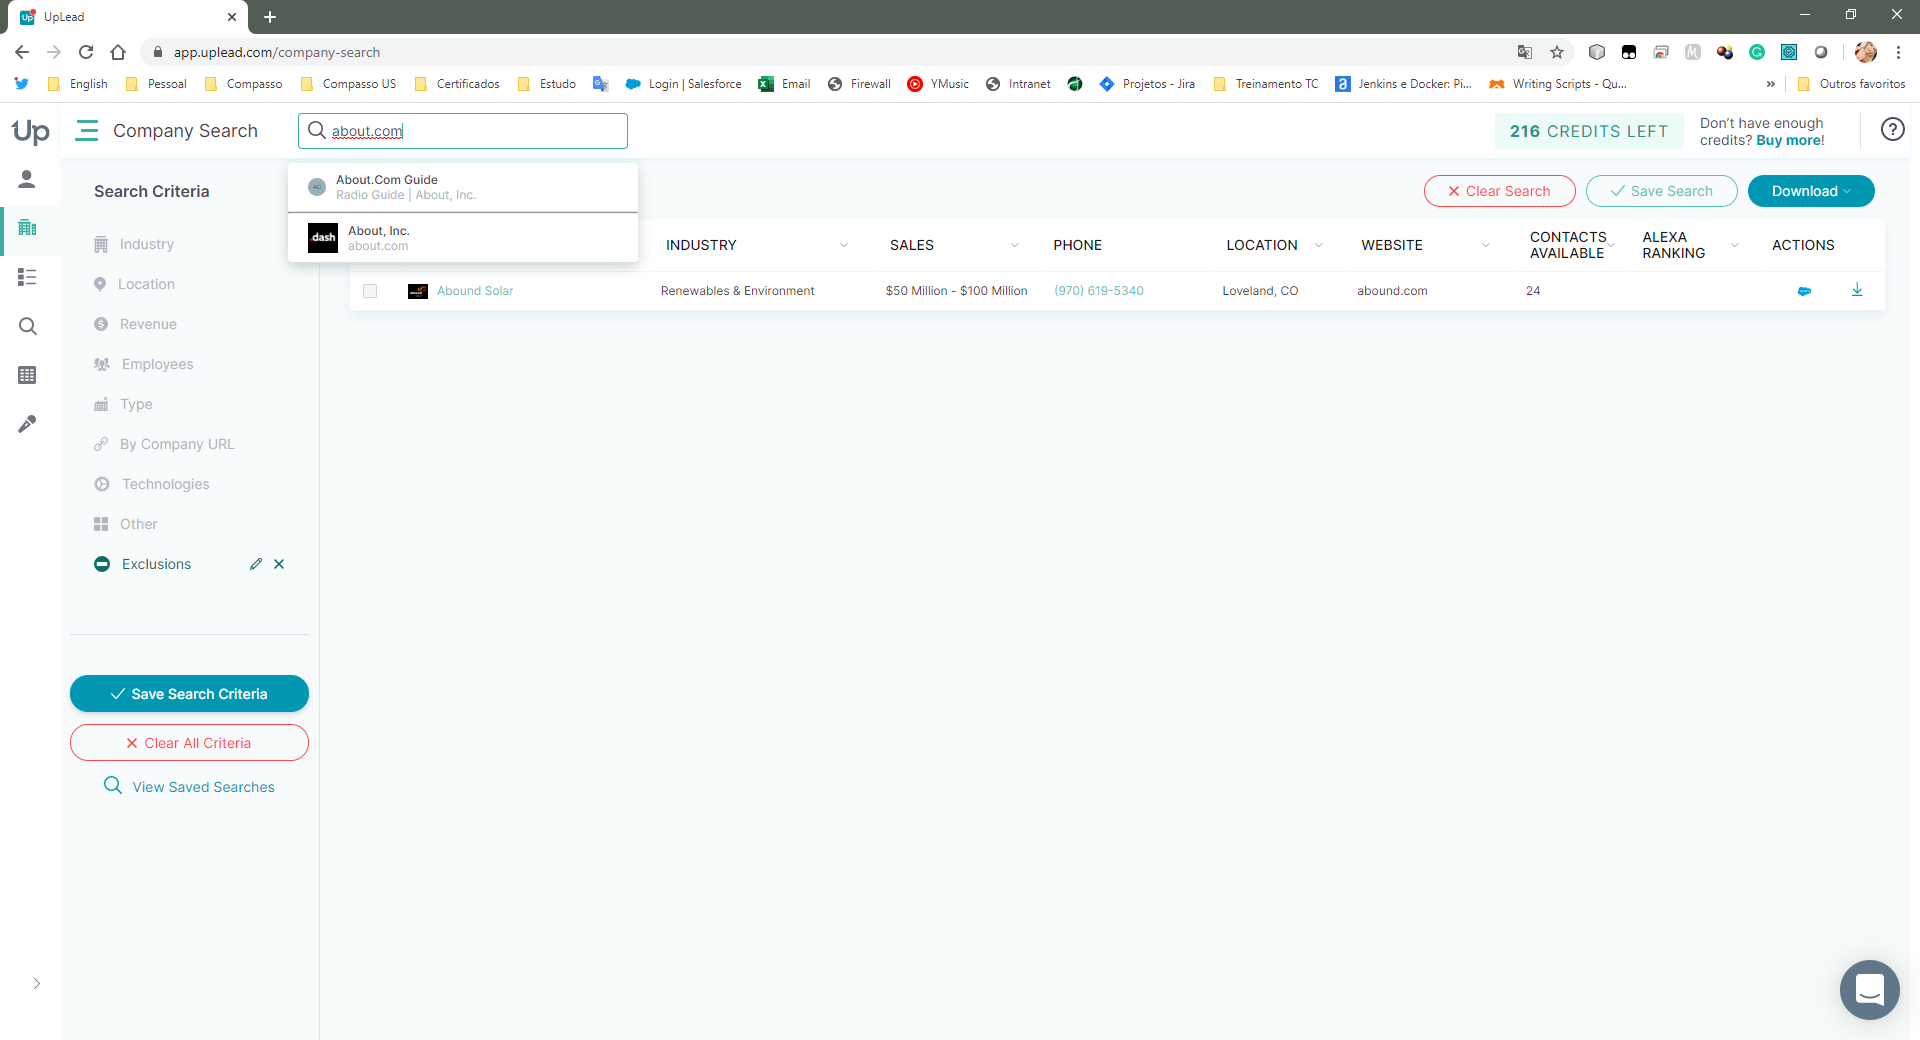 UpLead
app.uplead.com/company-search
English
Pessoal
Compasso
Compasso US
Certificados
Estudo
Login | Salesforce
Email
Firewall
YMusic
Intranet
Projetos - Jira
Treinamento TC
Jenkins e Docker: Pi...
Writing Scripts - Qu...
»
Outros favoritos
Up
Company Search
about.com
216 CREDITS LEFT
Don't have enough
credits? Buy more!
Search Criteria
About.Com Guide
Radio Guide | About, Inc.
dash
About, Inc.
about.com
Clear Search
Save Search
Download
INDUSTRY
SALES
PHONE
LOCATION
WEBSITE
CONTACTS
AVAILABLE
ALEXA
RANKING
ACTIONS
Abound Solar
Renewables & Environment
$50 Million - $100 Million
(970) 619-5340
Loveland, CO
abound.com
24
Industry
Location
Revenue
Employees
Type
By Company URL
Technologies
Other
Exclusions
Save Search Criteria
Clear All Criteria
View Saved Searches